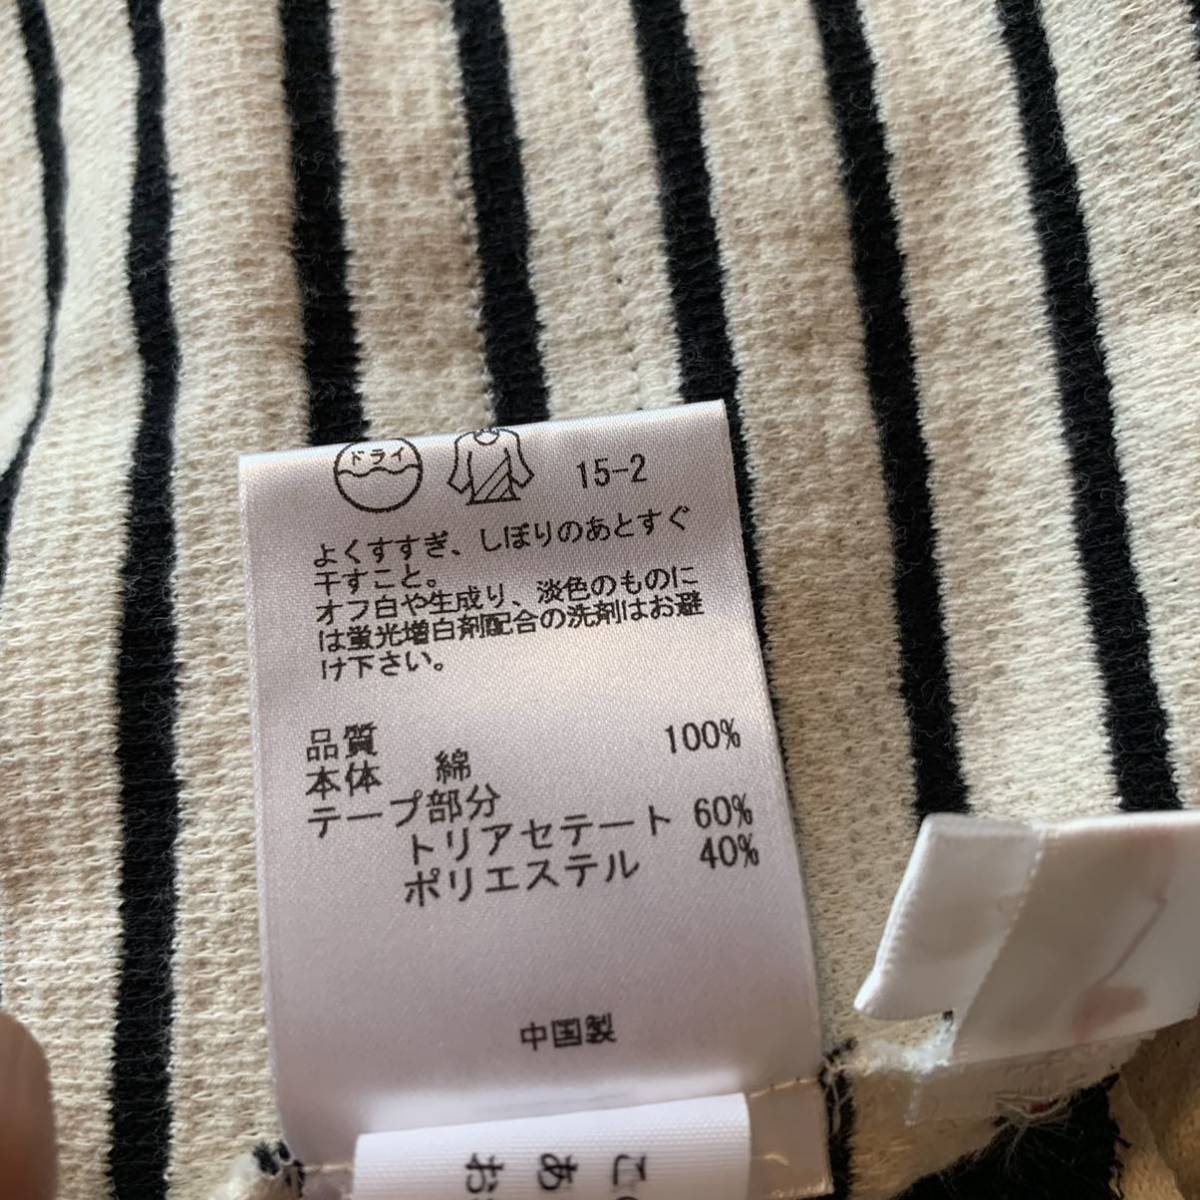 ドライ 15-2
よくすすぎ、しぼりのあとすぐ
干すこと。
オフ白や生成り、淡色のものに
は蛍光増白剤配合の洗剤はお避
け下さい。
品質
本体 綿 100%
テープ部分
トリアセテート 60%
ポリエステル 40%
中国製